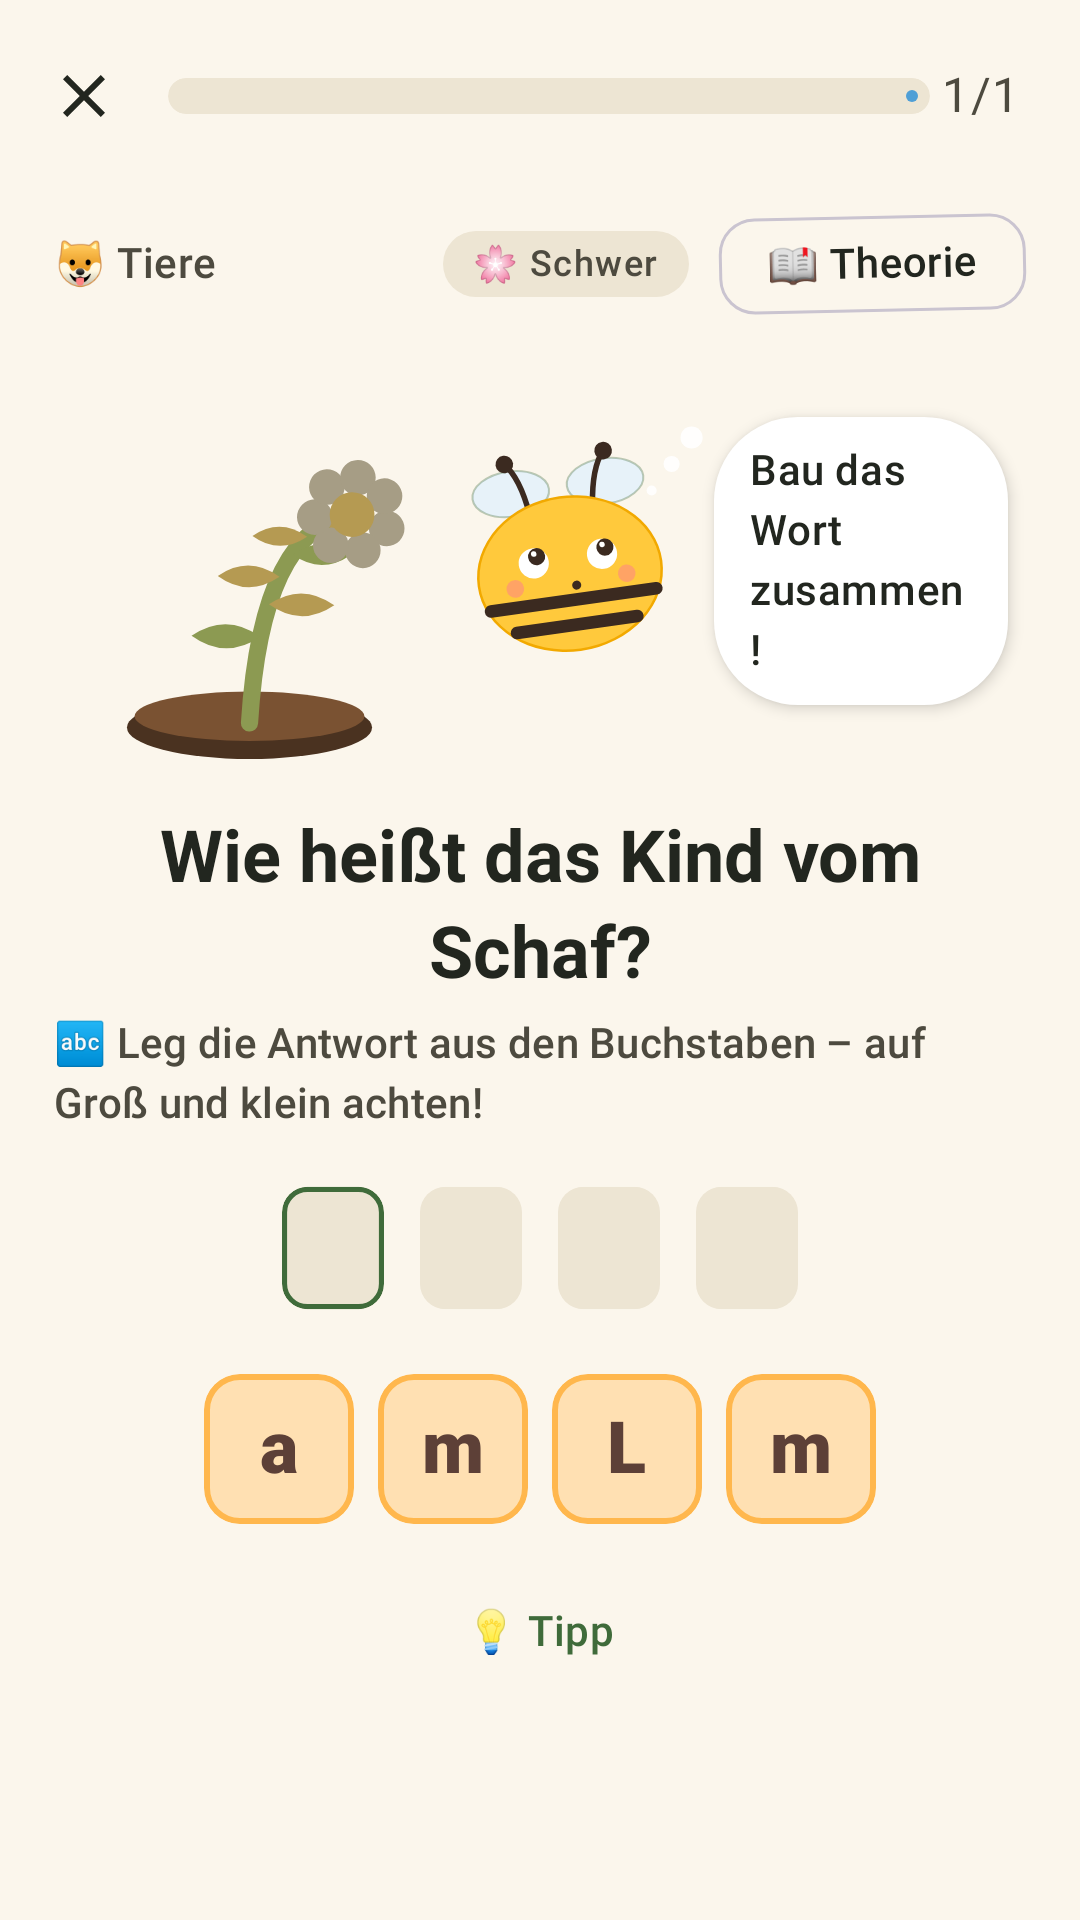 1/1
Tiere
Schwer
Theorie
Bau das
Wort
zusammen
!
Wie heißt das Kind vom
Schaf?
abc Leg die Antwort aus den Buchstaben – auf
Groß und klein achten!
a m L m
Tipp